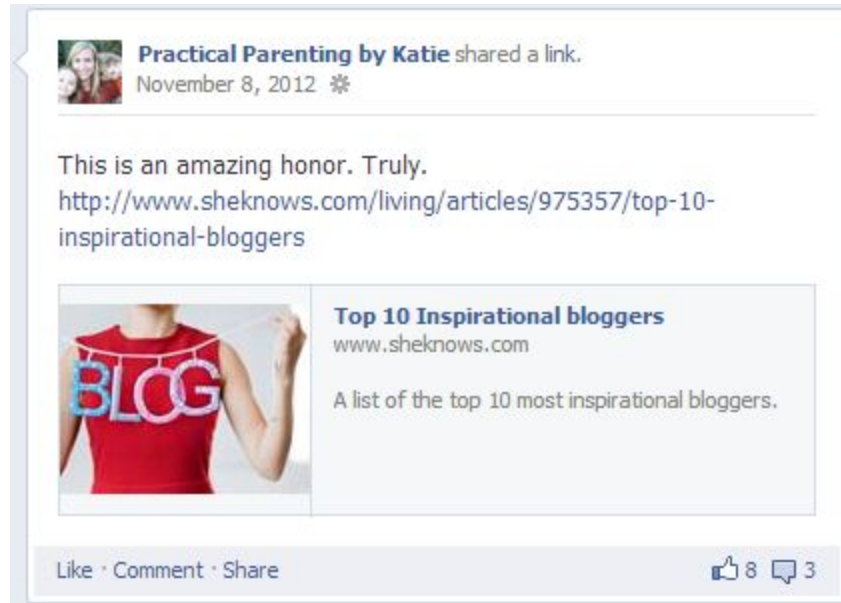 Practical Parenting by Katie shared a link.
November 8, 2012
This is an amazing honor. Truly.
http://www.sheknows.com/living/articles/975357/top-10-
inspirational-bloggers
BLOG
Top 10 Inspirational bloggers
www.sheknows.com
A list of the top 10 most inspirational bloggers.
Like · Comment · Share 8 3